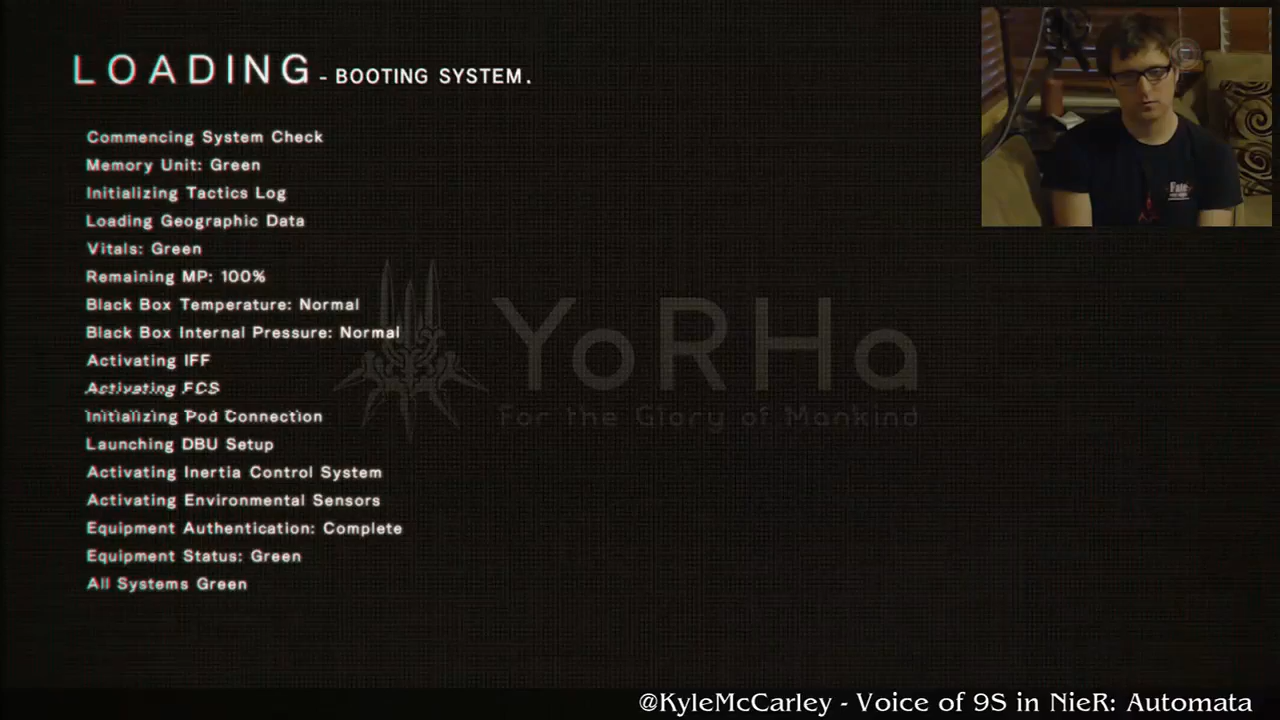 LOADING - BOOTING SYSTEM.
Commencing System Check
Memory Unit: Green
Initializing Tactics Log
Loading Geographic Data
Vitals: Green
Remaining MP: 100%
Black Box Temperature: Normal
Black Box Internal Pressure: Normal
Activating IFF
Activating FCS
Initializing Pod Connection
Launching DBU Setup
Activating Inertia Control System
Activating Environmental Sensors
Equipment Authentication: Complete
Equipment Status: Green
All Systems Green
YoRHa
For the Glory of Mankind
Fate
@KyleMcCarley - Voice of 9S in NieR: Automata